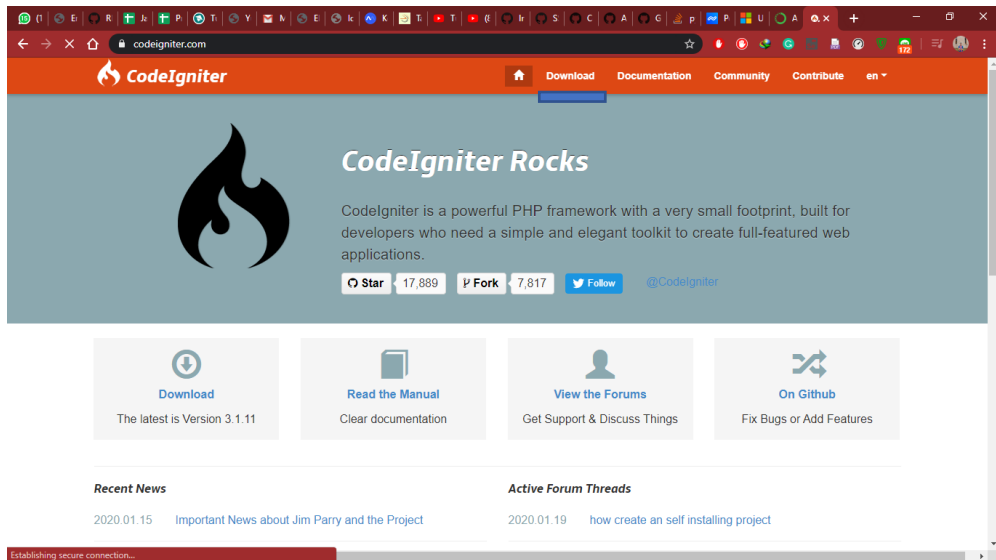 codeigniter.com
172
CodeIgniter
Download
Documentation
Community
Contribute
en
CodeIgniter Rocks
CodeIgniter is a powerful PHP framework with a very small footprint, built for
developers who need a simple and elegant toolkit to create full-featured web
applications.
Star 17,889 Fork 7,817 Follow @CodeIgniter
Download
The latest is Version 3.1.11
Read the Manual
Clear documentation
View the Forums
Get Support & Discuss Things
On Github
Fix Bugs or Add Features
Recent News
2020.01.15 Important News about Jim Parry and the Project
Active Forum Threads
2020.01.19 how create an self installing project
Establishing secure connection...